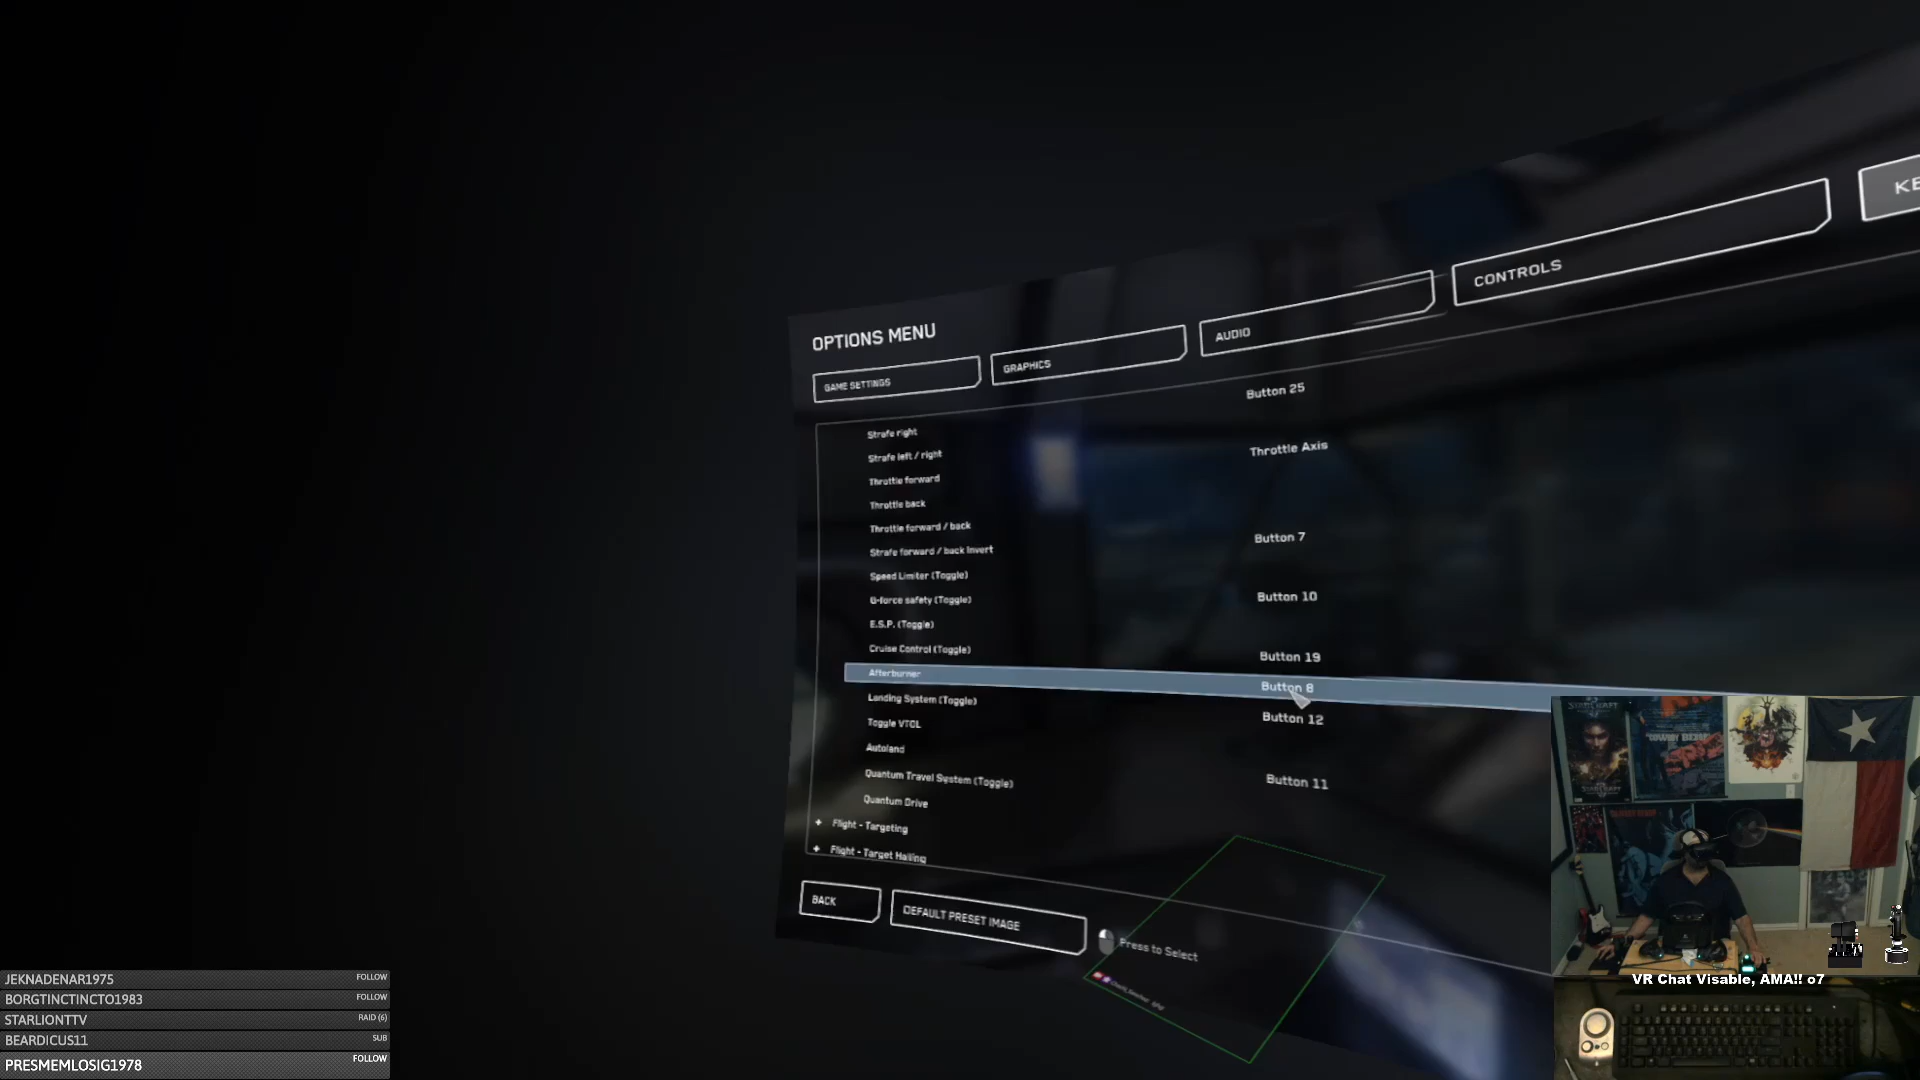 KE
CONTROLS
OPTIONS MENU
GAME SETTINGS
GRAPHICS
AUDIO
Button 25
Strafe right
Strafe left / right
Throttle Axis
Throttle forward
Throttle back
Throttle forward / back
Button 7
Strafe forward / back Invert
Speed Limiter (Toggle)
G-force safety (Toggle)
Button 10
E.S.P. (Toggle)
Cruise Control (Toggle)
Button 19
Afterburner
Button 8
Landing System (Toggle)
Button 12
Toggle VTOL
Autoland
Quantum Travel System (Toggle)
Button 11
Quantum Drive
+ Flight - Targeting
+ Flight - Target Hailing
BACK
DEFAULT PRESET IMAGE
Press to Select
STARCRAFT
COWBOY BEBOP
VR Chat Visable, AMA!! o7
JEKNADENAR1975 FOLLOW
BORGTINCTINCTO1983 FOLLOW
STARLIONTTV RAID (6)
BEARDICUS11 SUB
PRESMEMLOSIG1978 FOLLOW